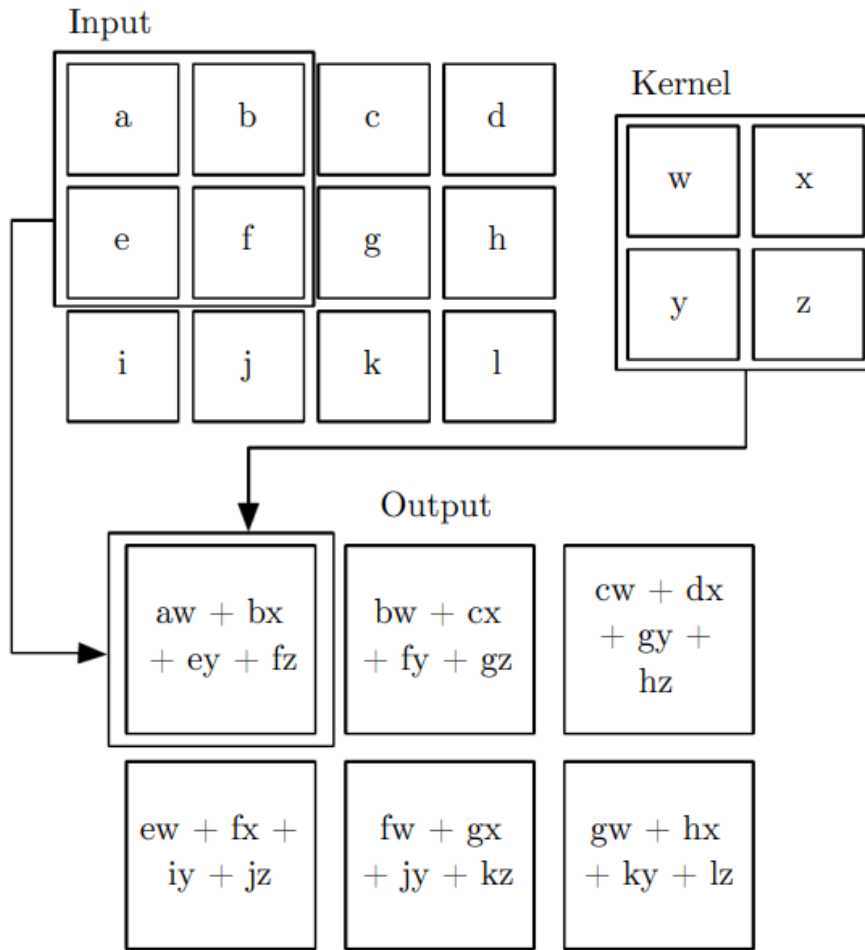 Input
a b c d
Kernel
w x
e f g h
y z
i j k l
Output
aw + bx
+ ey + fz
bw + cx
+ fy + gz
cw + dx
+ gy +
hz
ew + fx +
iy + jz
fw + gx
+ jy + kz
gw + hx
+ ky + lz